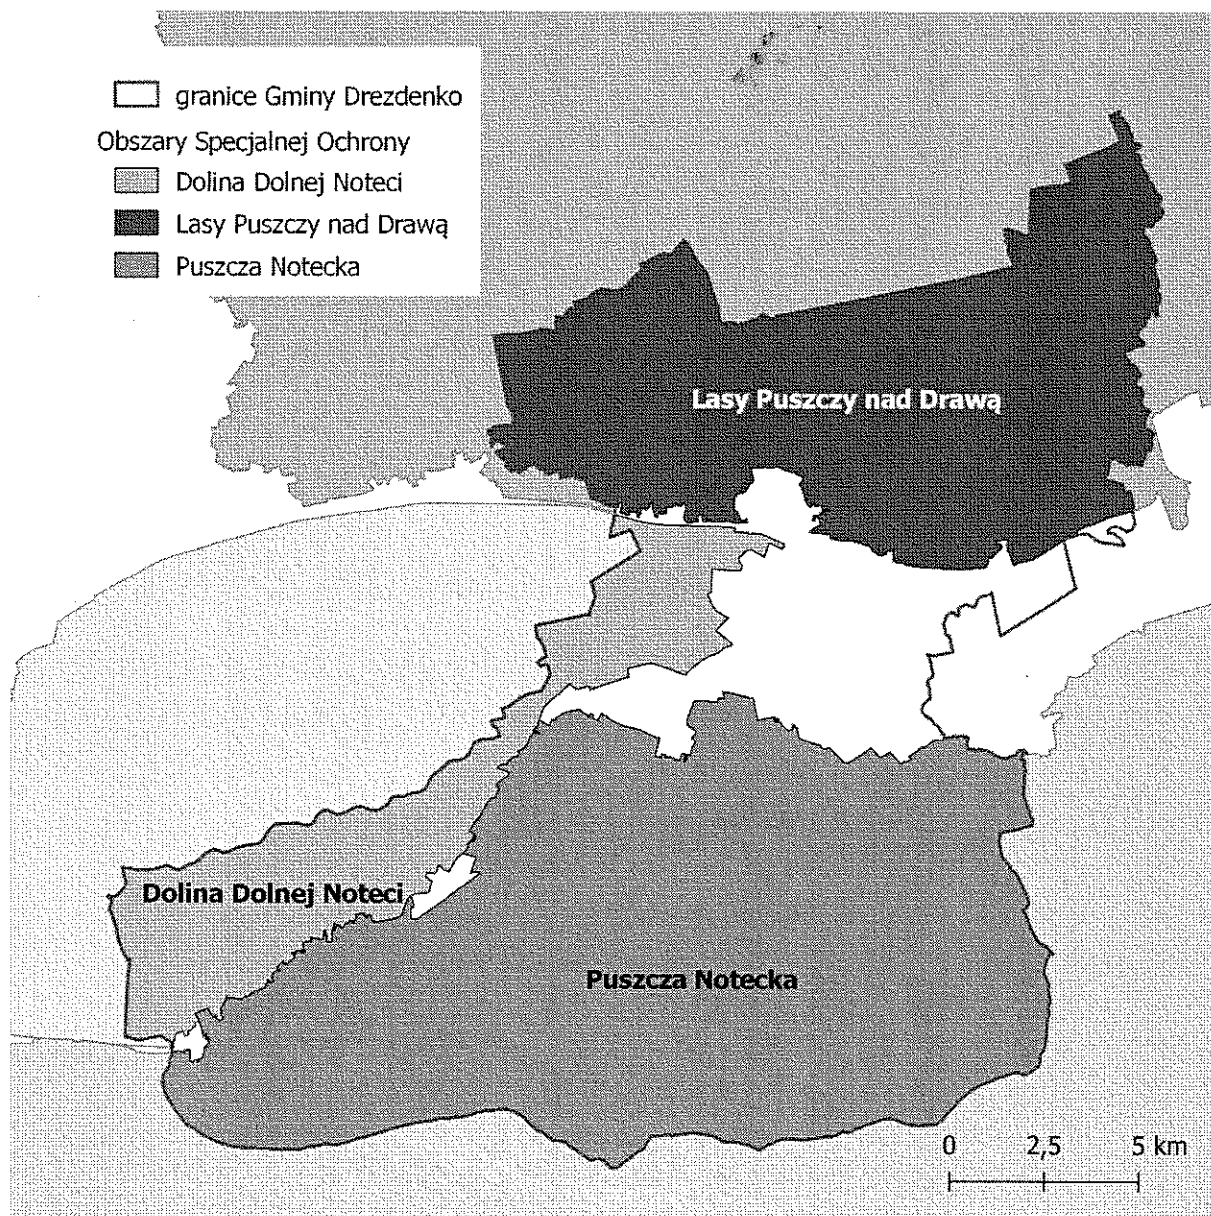 granice Gminy Drezdenko
Obszary Specjalnej Ochrony
Dolina Dolnej Noteci
Lasy Puszczy nad Drawą
Puszcza Notecka
Lasy Puszczy nad Drawą
Dolina Dolnej Noteci
Puszcza Notecka
0 2,5 5 km